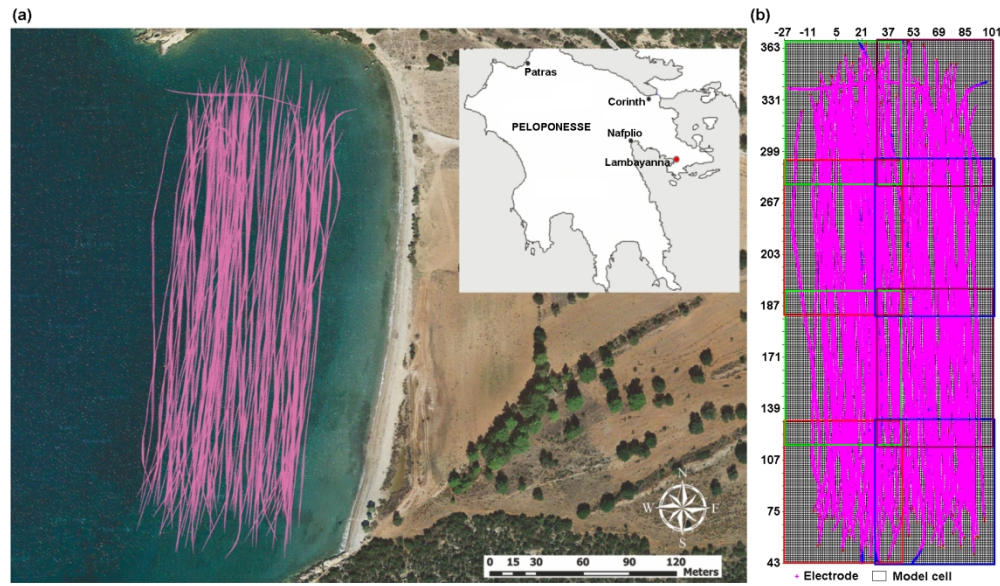 (a)
Patras
Corinth
PELOPONESSE
Nafplio
Lambayanna
N
W E
S
0 15 30 60 90 120
Meters
(b)
-27 -11 5 21 37 53 69 85 101
363
331
299
267
203
187
171
139
107
75
43
+ Electrode Model cell